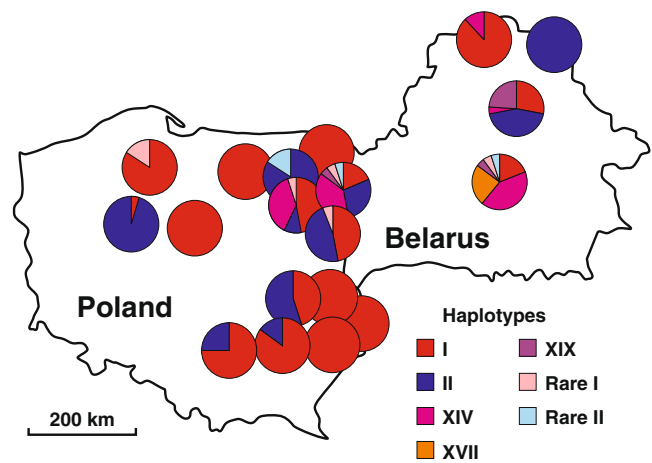 Belarus
Poland
Haplotypes
I
XIX
II
Rare I
XIV
Rare II
XVII
200 km